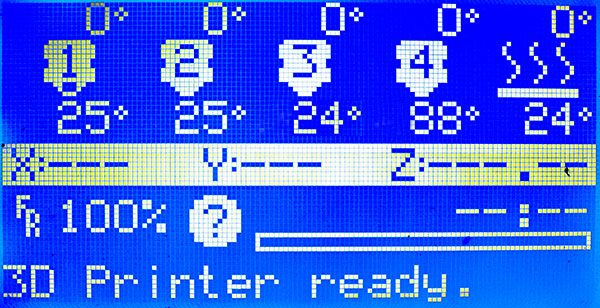 0° 0° 0° 0° 0°
1 2 3 4
25° 25° 24° 88° 24°
X:--- Y:--- Z:---.--
FR 100% ? --:--
3D Printer ready.